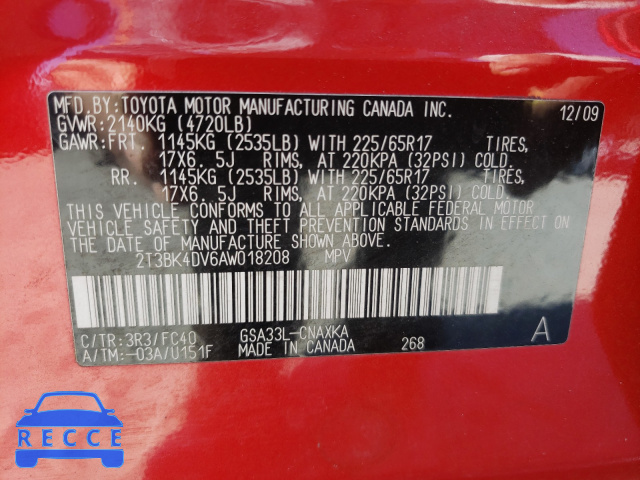 MFD.BY:TOYOTA MOTOR MANUFACTURING CANADA INC. 12/09
GVWR:2140KG (4720LB)
GAWR:FRT. 1145KG (2535LB) WITH 225/65R17 TIRES,
17X6. 5J RIMS, AT 220KPA (32PSI) COLD.
RR. 1145KG (2535LB) WITH 225/65R17 TIRES,
17X6. 5J RIMS, AT 220KPA (32PSI) COLD.
THIS VEHICLE CONFORMS TO ALL APPLICABLE FEDERAL MOTOR
VEHICLE SAFETY AND THEFT PREVENTION STANDARDS IN EFFECT ON
THE DATE OF MANUFACTURE SHOWN ABOVE.
2T3BK4DV6AW018208 MPV
C/TR:3R3/FC40 GSA33L-CNAXKA A
A/TM:-03A/U151F MADE IN CANADA 268
RECCE